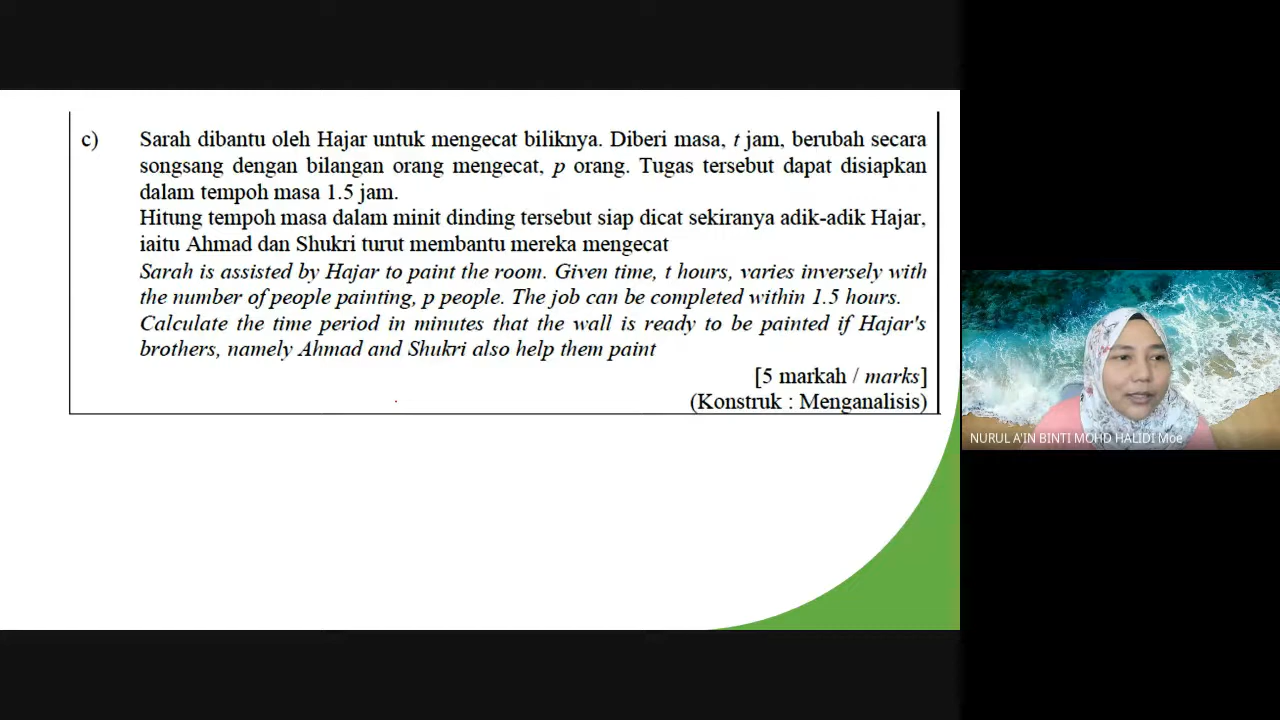 c) Sarah dibantu oleh Hajar untuk mengecat biliknya. Diberi masa, t jam, berubah secara
songsang dengan bilangan orang mengecat, p orang. Tugas tersebut dapat disiapkan
dalam tempoh masa 1.5 jam.
Hitung tempoh masa dalam minit dinding tersebut siap dicat sekiranya adik-adik Hajar,
iaitu Ahmad dan Shukri turut membantu mereka mengecat
Sarah is assisted by Hajar to paint the room. Given time, t hours, varies inversely with
the number of people painting, p people. The job can be completed within 1.5 hours.
Calculate the time period in minutes that the wall is ready to be painted if Hajar's
brothers, namely Ahmad and Shukri also help them paint
[5 markah / marks]
(Konstruk : Menganalisis)
NURUL A'IN BINTI MOHD HALIDI Moe